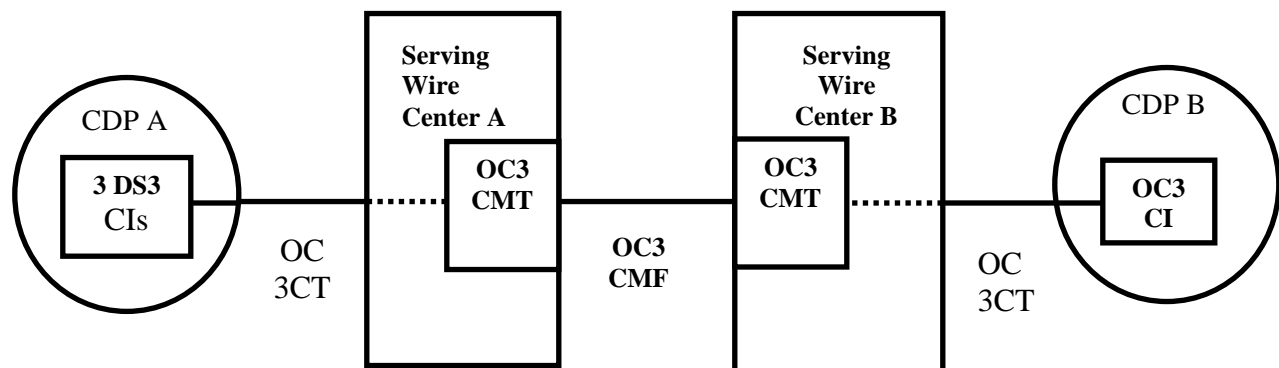 CDP A
3 DS3
CIs
OC
3CT
Serving
Wire
Center A
OC3
CMT
OC3
CMF
Serving
Wire
Center B
OC3
CMT
OC
3CT
CDP B
OC3
CI